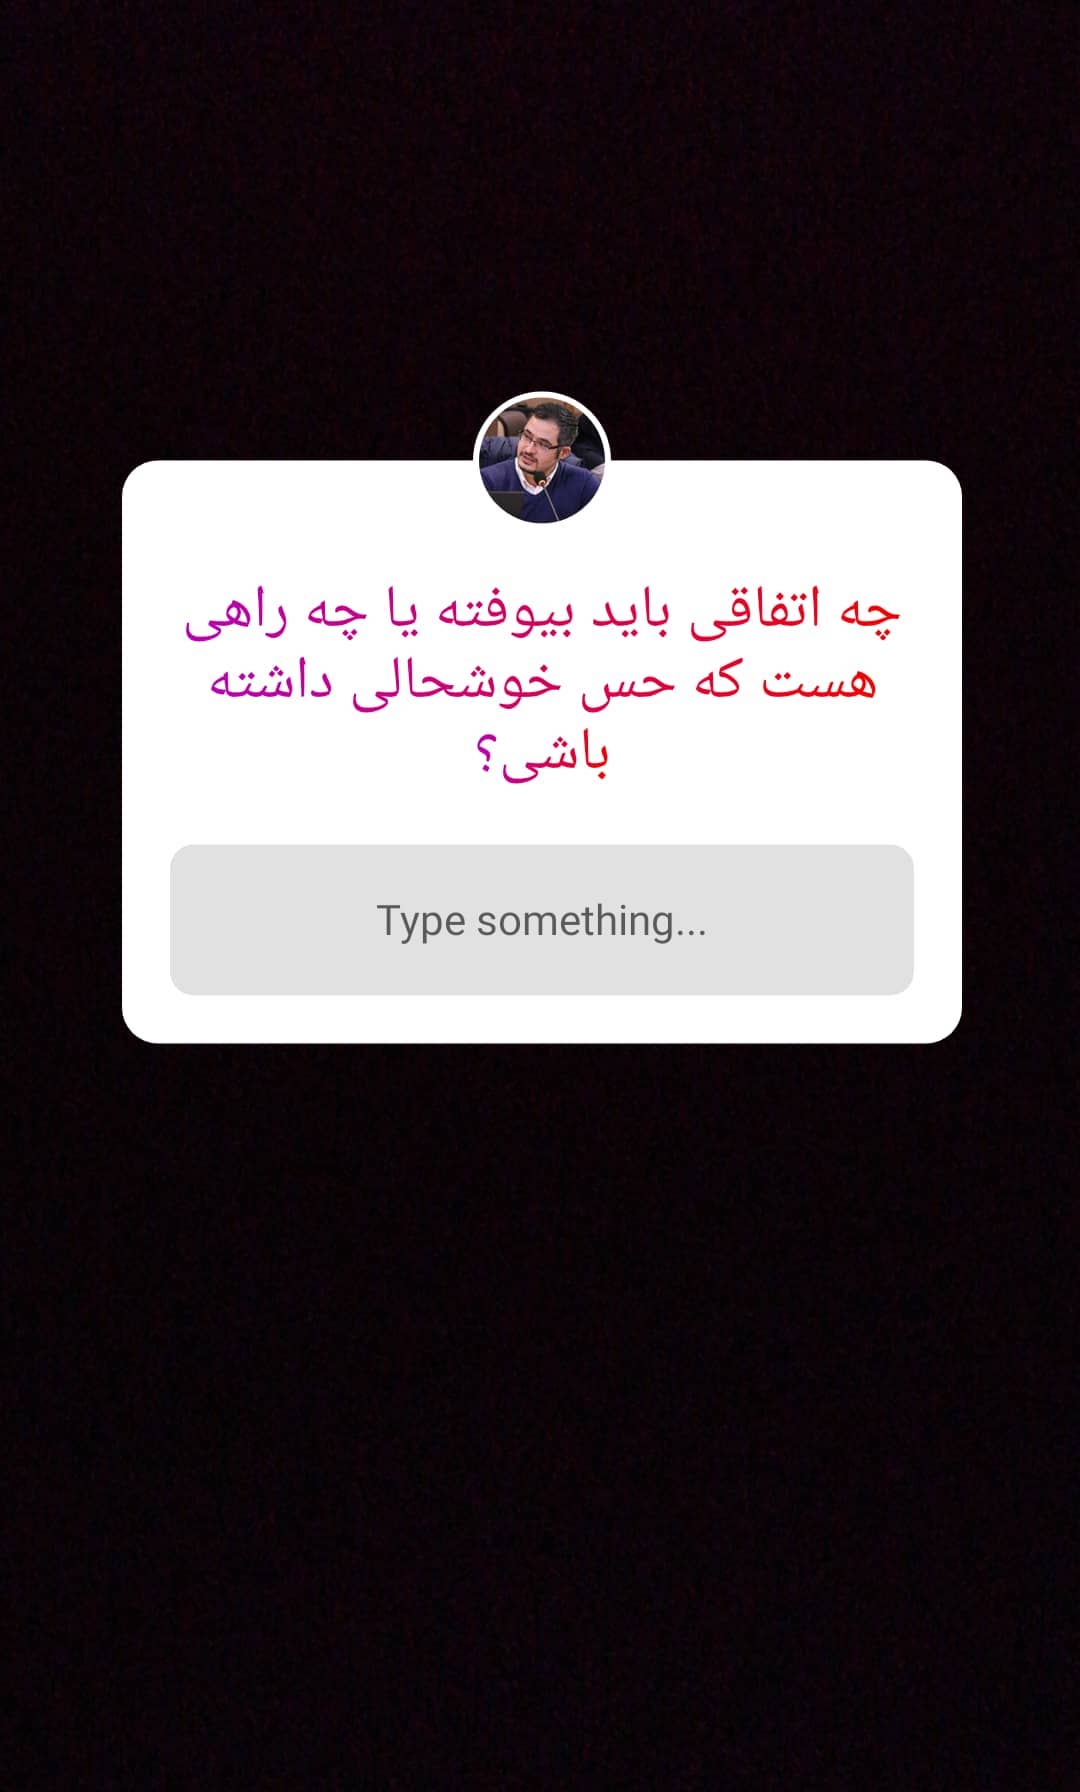 چه اتفاقی باید بیوفته یا چه راهی
هست که حس خوشحالی داشته
باشی؟
Type something...